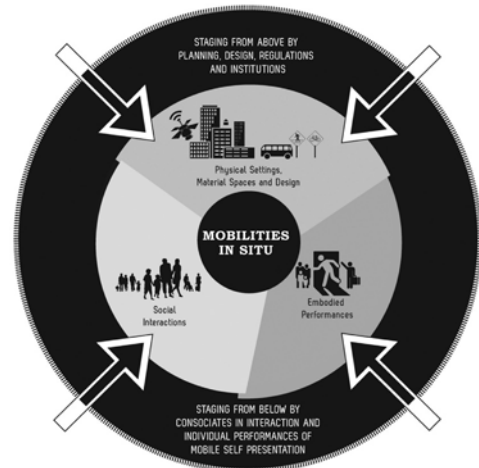 STAGING FROM ABOVE BY
PLANNING, DESIGN, REGULATIONS
AND INSTITUTIONS
Physical Settings,
Material Spaces and Design
MOBILITIES
IN SITU
Social
Interactions
Embodied
Performances
STAGING FROM BELOW BY
CONSOCIATES IN INTERACTION AND
INDIVIDUAL PERFORMANCES OF
MOBILE SELF PRESENTATION